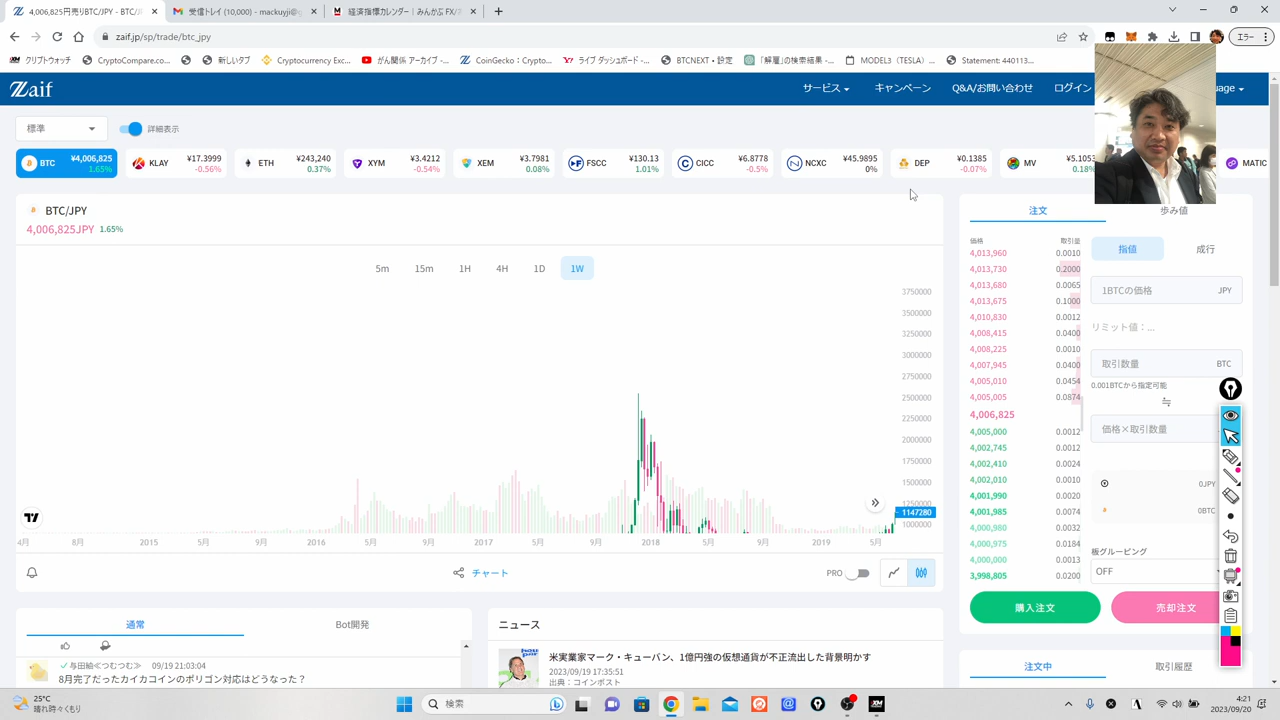 4,006,825円売りBTC/JPY - BTC/JP
受信トレイ (10,000) - mackuyji@g
経済指標カレンダー | みんかぶ FX/ァ
zaif.jp/sp/trade/btc_jpy
エラー
クリプトウォッチ
CryptoCompare.co...
新しいタブ
Cryptocurrency Exc...
がん関係 アーカイブ -...
CoinGecko : Crypto...
ライブ ダッシュボード -...
BTCNEXT • 設定
「解雇」の検索結果 -...
MODEL3（TESLA）...
Statement: 440113...
Zaif
サービス
キャンペーン
Q&A/お問い合わせ
ログイン
uage
標準
詳細表示
BTC ¥4,006,825 1.65%
KLAY ¥17.3999 -0.56%
ETH ¥243,240 0.37%
XYM ¥3.4212 -0.54%
XEM ¥3.7981 0.08%
FSCC ¥130.13 1.01%
CICC ¥6.8778 -0.5%
NCXC ¥45.9895 0%
DEP ¥0.1385 -0.07%
MV ¥5.1053 0.18%
MATIC
BTC/JPY
4,006,825JPY 1.65%
5m 15m 1H 4H 1D 1W
3750000
3500000
3250000
3000000
2750000
2500000
2250000
2000000
1750000
1500000
1250000
1147280
1000000
4月 8月 2015 5月 9月 2016 5月 9月 2017 5月 9月 2018 5月 9月 2019 5月
チャート
PRO
注文
歩み値
価格 取引量
4,013,960 0.0010
4,013,730 0.2000
4,013,680 0.0065
4,013,675 0.1000
4,010,830 0.0012
4,008,415 0.0400
4,008,225 0.0010
4,007,945 0.0400
4,005,010 0.0454
4,005,005 0.0874
4,006,825
4,005,000 0.0012
4,002,745 0.0012
4,002,410 0.0024
4,002,010 0.0010
4,001,990 0.0020
4,001,985 0.0074
4,000,980 0.0032
4,000,975 0.0184
4,000,000 0.0013
3,998,805 0.0200
指値
成行
1BTCの価格 JPY
リミット値：...
取引数量 BTC
0.001BTCから指定可能
価格×取引数量
0JPY
0BTC
板グルーピング
OFF
購入注文
売却注文
通常
Bot開発
与田紬≪つむつむ≫ 09/19 21:03:04
8月完了だったカイカコインのポリゴン対応はどうなった？
ニュース
米実業家マーク・キューバン、1億円強の仮想通貨が不正流出した背景明かす
2023/09/19 17:35:51
出典：コインポスト
注文中
取引履歴
25°C
晴れ時々くもり
検索
4:21
2023/09/20